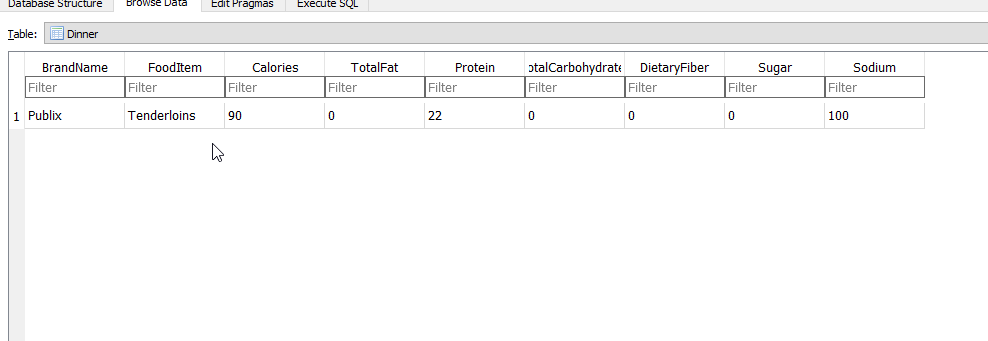 Database Structure Browse Data Edit Pragmas Execute SQL
Table: Dinner
BrandName FoodItem Calories TotalFat Protein otalCarbohydrate DietaryFiber Sugar Sodium
Filter Filter Filter Filter Filter Filter Filter Filter Filter
1 Publix Tenderloins 90 0 22 0 0 0 100